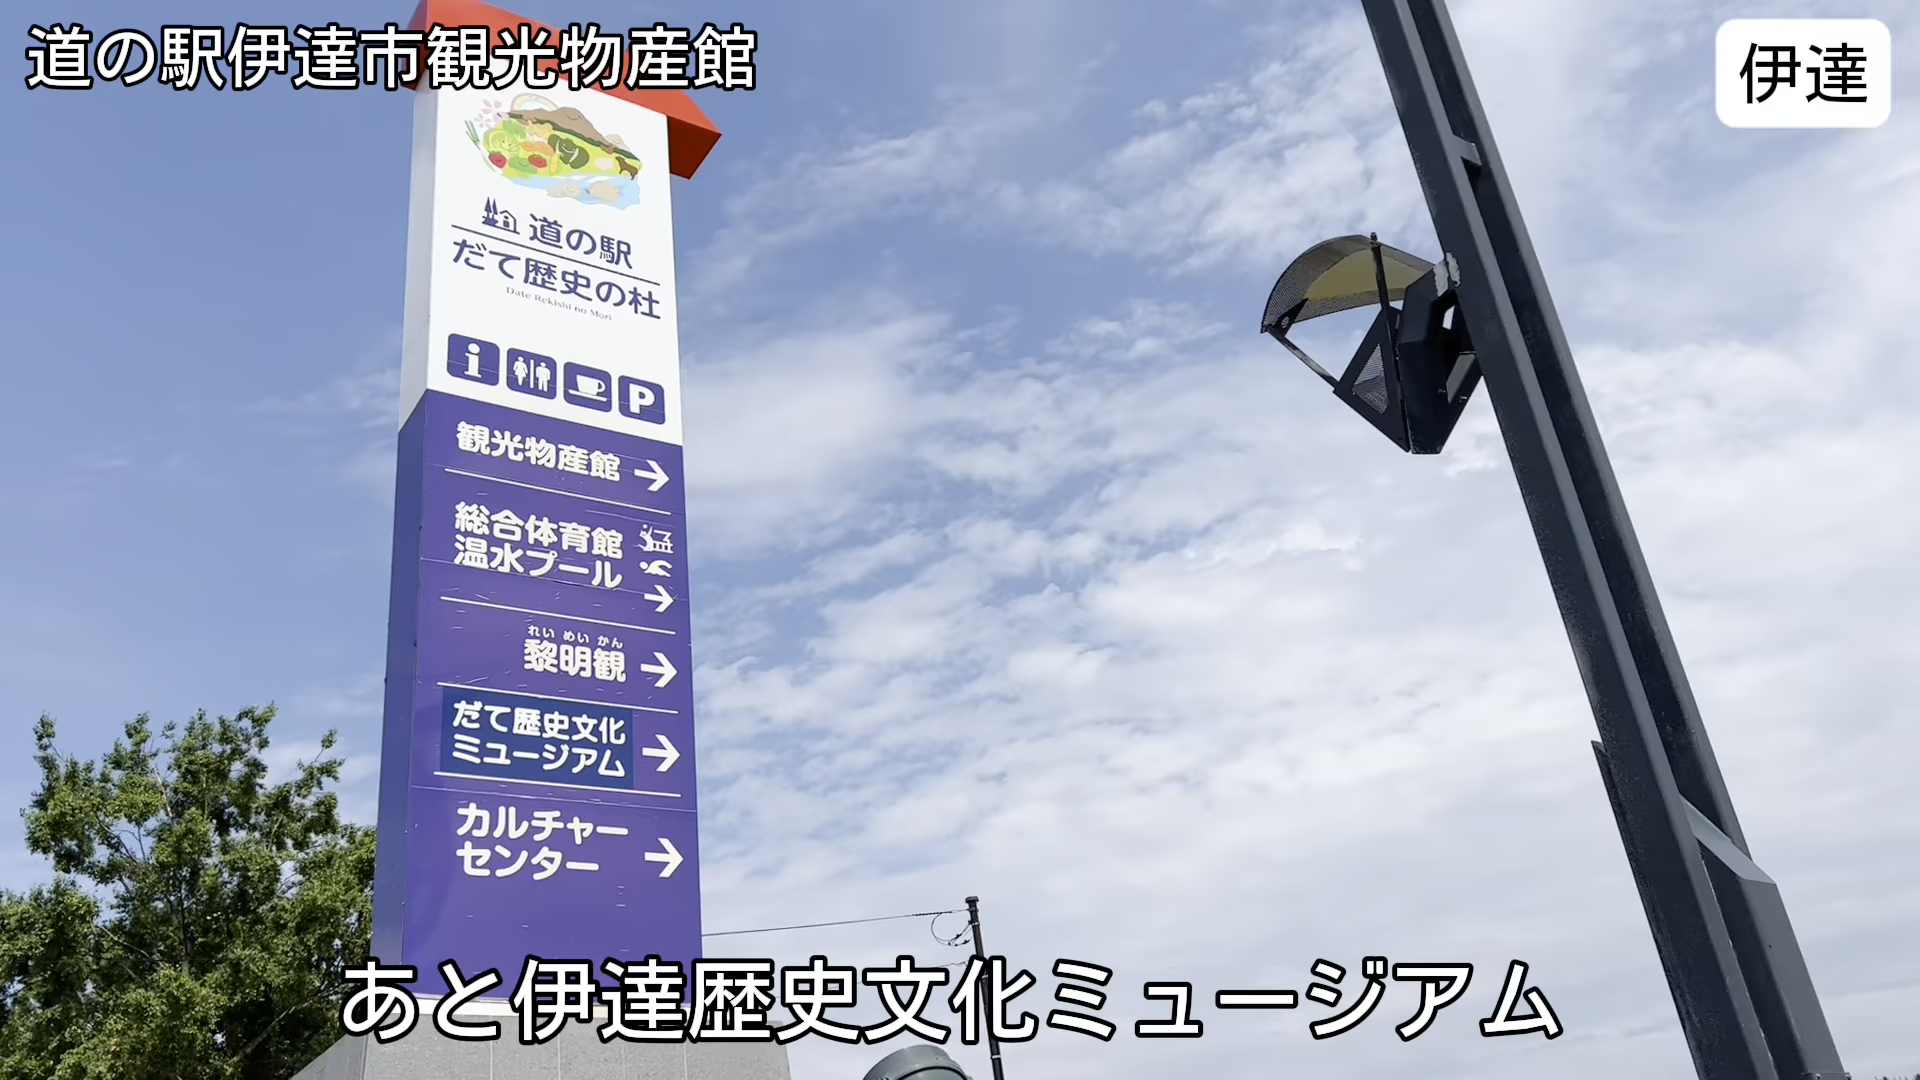 道の駅伊達市観光物産館
伊達
道の駅
だて歴史の杜
Date Rekishi no Mori
i
P
観光物産館
総合体育館
温水プール
れい めい かん
黎明観
だて歴史文化
ミュージアム
カルチャー
センター
あと伊達歴史文化ミュージアム